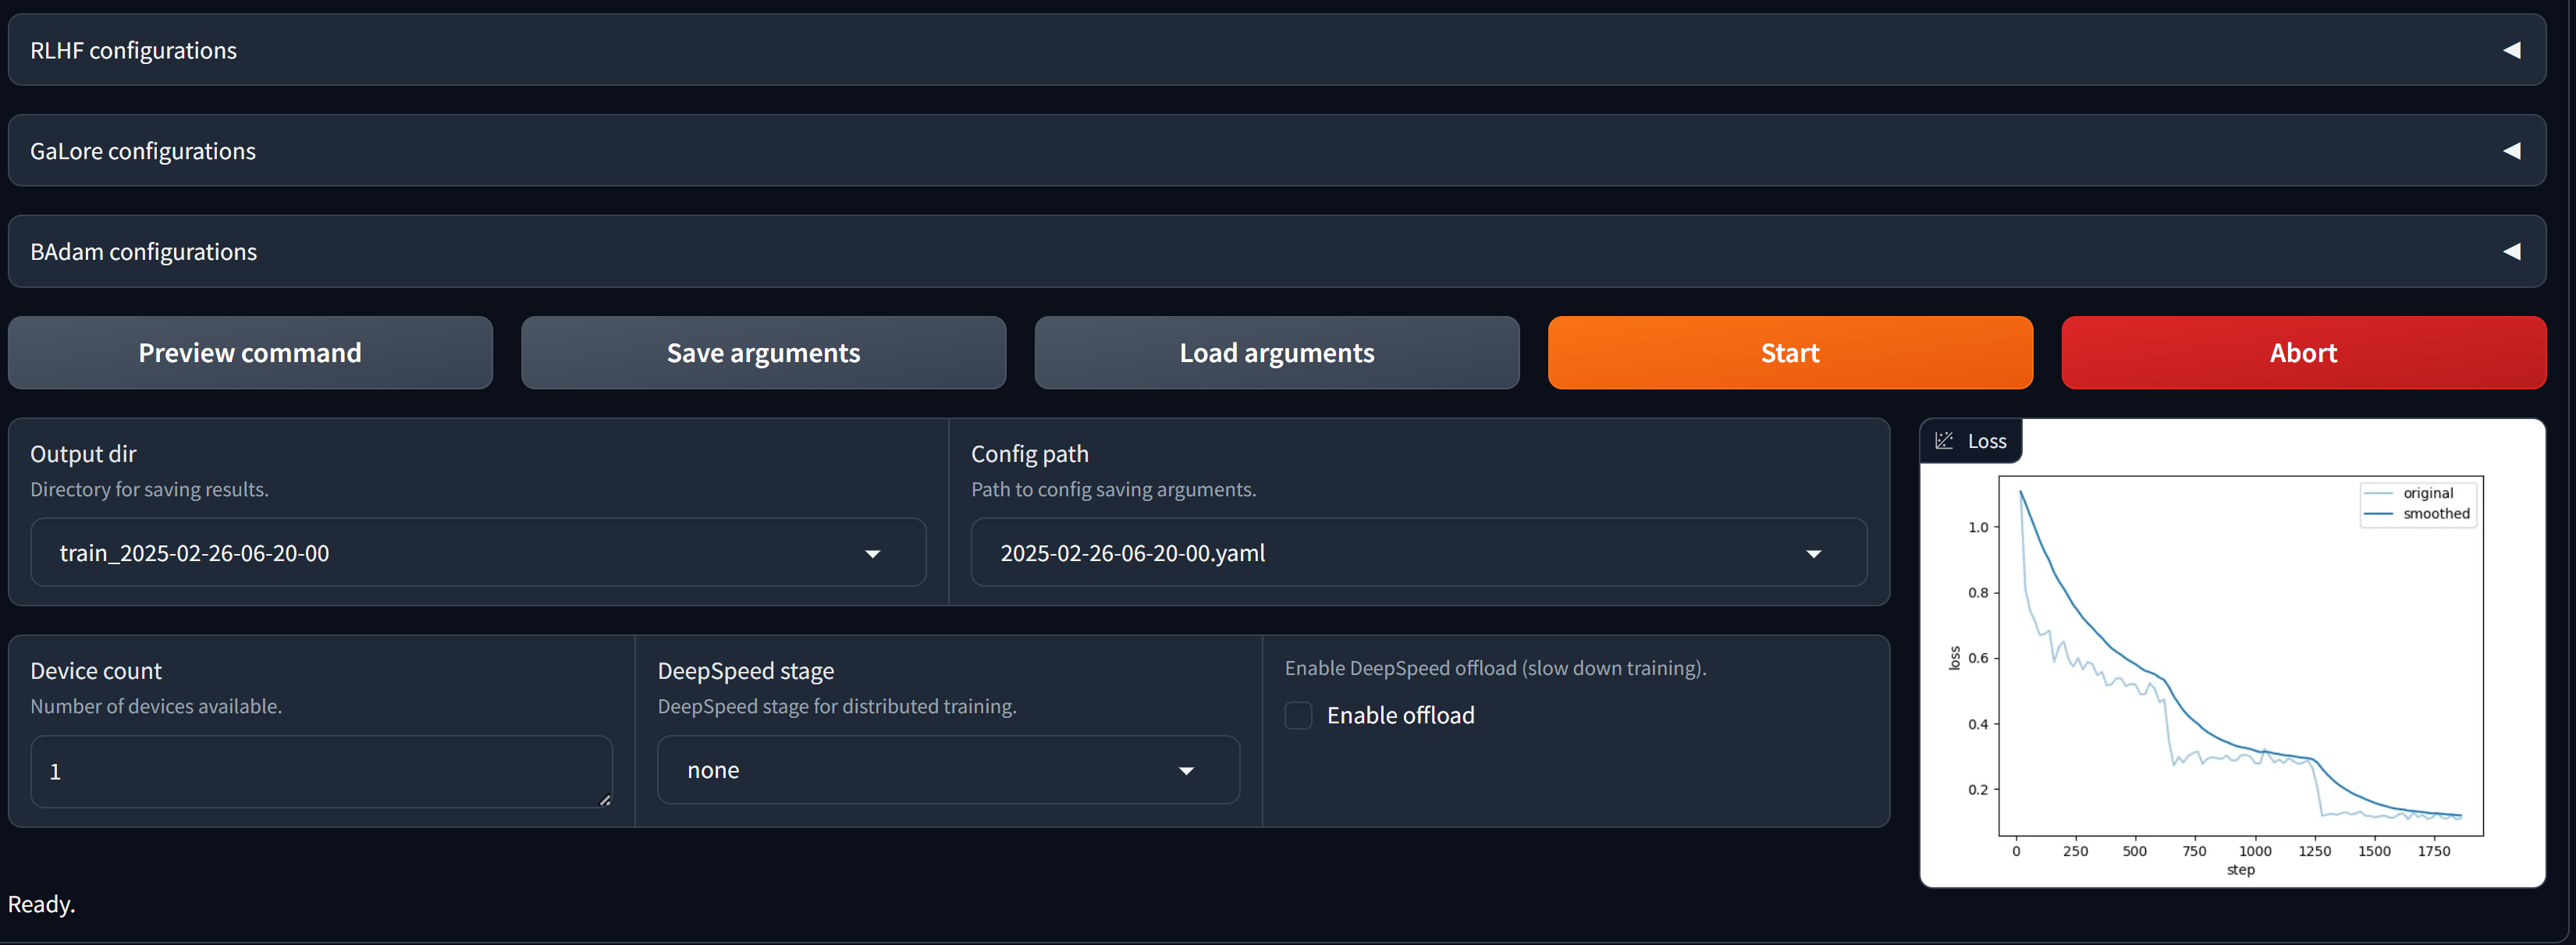 RLHF configurations
GaLore configurations
BAdam configurations
Preview command
Save arguments
Load arguments
Start
Abort
Output dir
Directory for saving results.
train_2025-02-26-06-20-00
Config path
Path to config saving arguments.
2025-02-26-06-20-00.yaml
Device count
Number of devices available.
1
DeepSpeed stage
DeepSpeed stage for distributed training.
none
Enable DeepSpeed offload (slow down training).
Enable offload
Loss
original
smoothed
1.0
0.8
0.6
0.4
0.2
loss
0 250 500 750 1000 1250 1500 1750
step
Ready.